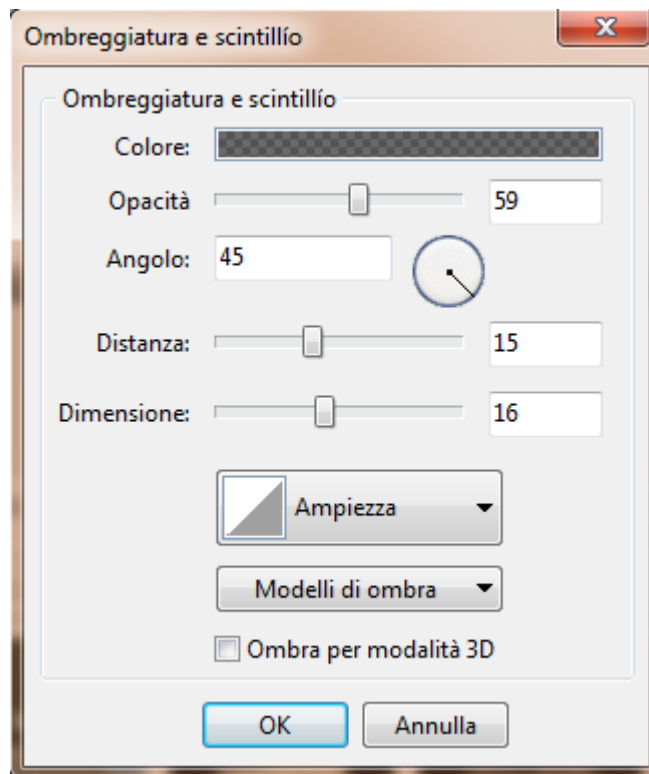 Ombreggiatura e scintillío
Ombreggiatura e scintillío
Colore:
Opacità 59
Angolo: 45
Distanza: 15
Dimensione: 16
Ampiezza
Modelli di ombra
Ombra per modalità 3D
OK Annulla